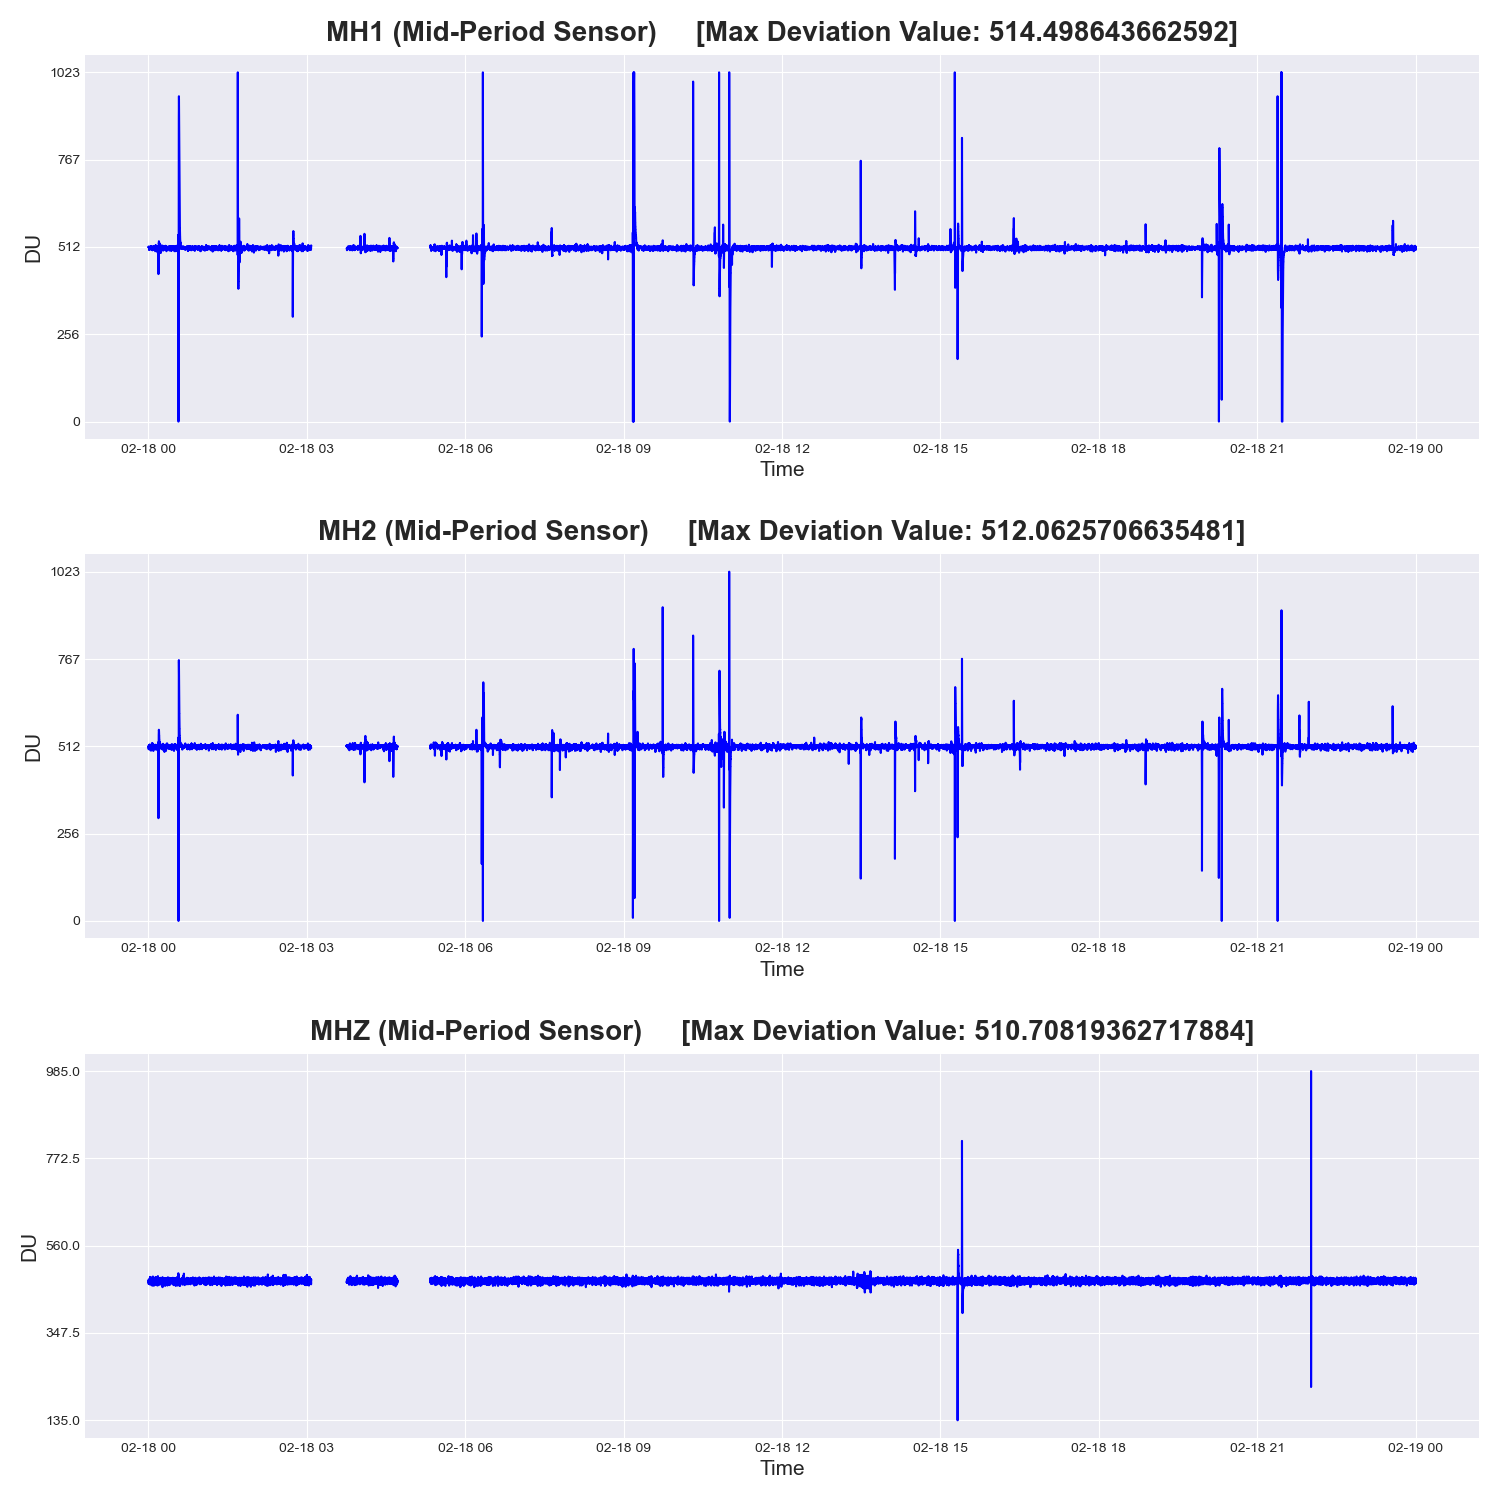 MH1 (Mid-Period Sensor) [Max Deviation Value: 514.498643662592]
1023
767
512
256
0
DU
02-18 00 02-18 03 02-18 06 02-18 09 02-18 12 02-18 15 02-18 18 02-18 21 02-19 00
Time
MH2 (Mid-Period Sensor) [Max Deviation Value: 512.0625706635481]
1023
767
512
256
0
DU
02-18 00 02-18 03 02-18 06 02-18 09 02-18 12 02-18 15 02-18 18 02-18 21 02-19 00
Time
MHZ (Mid-Period Sensor) [Max Deviation Value: 510.70819362717884]
985.0
772.5
560.0
347.5
135.0
DU
02-18 00 02-18 03 02-18 06 02-18 09 02-18 12 02-18 15 02-18 18 02-18 21 02-19 00
Time